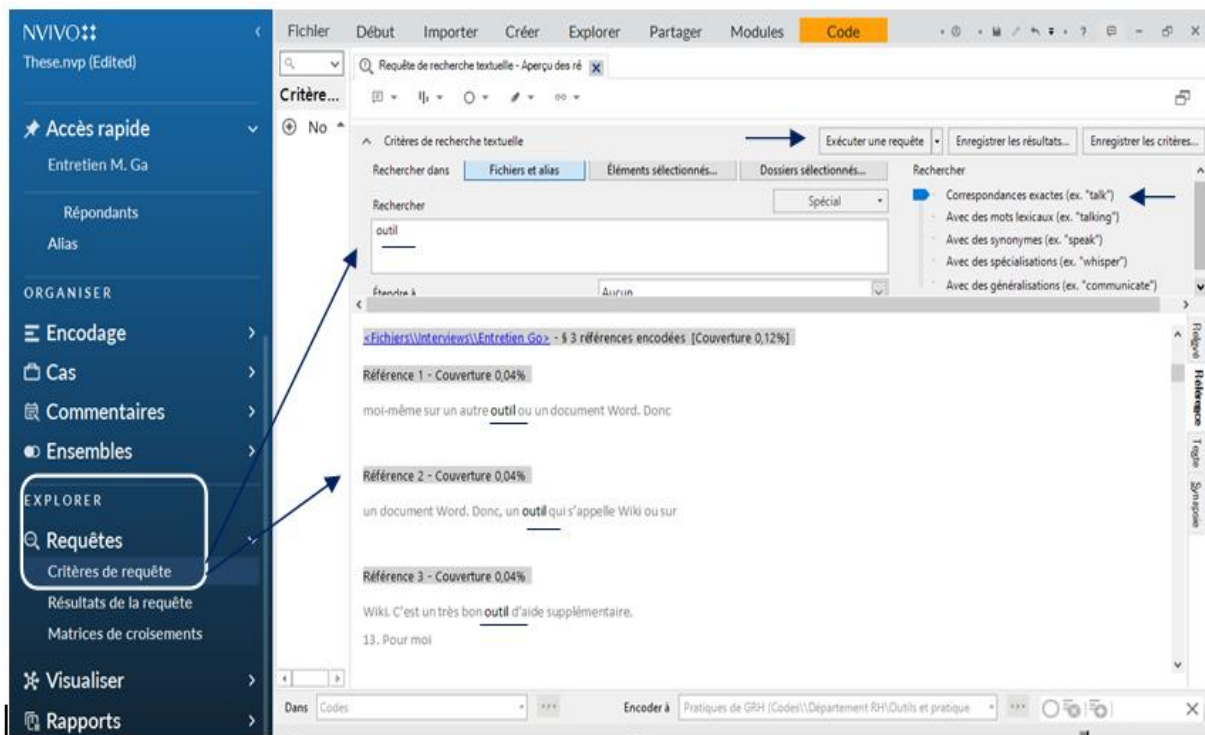 NVIVO
These.nvp (Edited)
Accès rapide
Entretien M. Ga
Répondants
Alias
ORGANISER
Encodage
Cas
Commentaires
Ensembles
EXPLORER
Requêtes
Critères de requête
Résultats de la requête
Matrices de croisements
Visualiser
Rapports
Fichier Début Importer Créer Explorer Partager Modules Code
Requête de recherche textuelle - Aperçu des ré
Critère...
No
Critères de recherche textuelle
Exécuter une requête Enregistrer les résultats... Enregistrer les critères...
Rechercher dans Fichiers et alias Éléments sélectionnés... Dossiers sélectionnés... Rechercher
Rechercher Spécial
outil
Correspondances exactes (ex. "talk")
Avec des mots lexicaux (ex. "talking")
Avec des synonymes (ex. "speak")
Avec des spécialisations (ex. "whisper")
Avec des généralisations (ex. "communicate")
Étendre à Aucun
<Fichiers\\Interviews\\Entretien Go> - § 3 références encodées [Couverture 0,12%]
Référence 1 - Couverture 0,04%
moi-même sur un autre outil ou un document Word. Donc
Référence 2 - Couverture 0,04%
un document Word. Donc, un outil qui s'appelle Wiki ou sur
Référence 3 - Couverture 0,04%
Wiki. C'est un très bon outil d'aide supplémentaire.
13. Pour moi
Relevé
Référence
Texte
Synapsie
Dans Codes Encoder à Pratiques de GRH (Codes\\Département RH\Outils et pratique